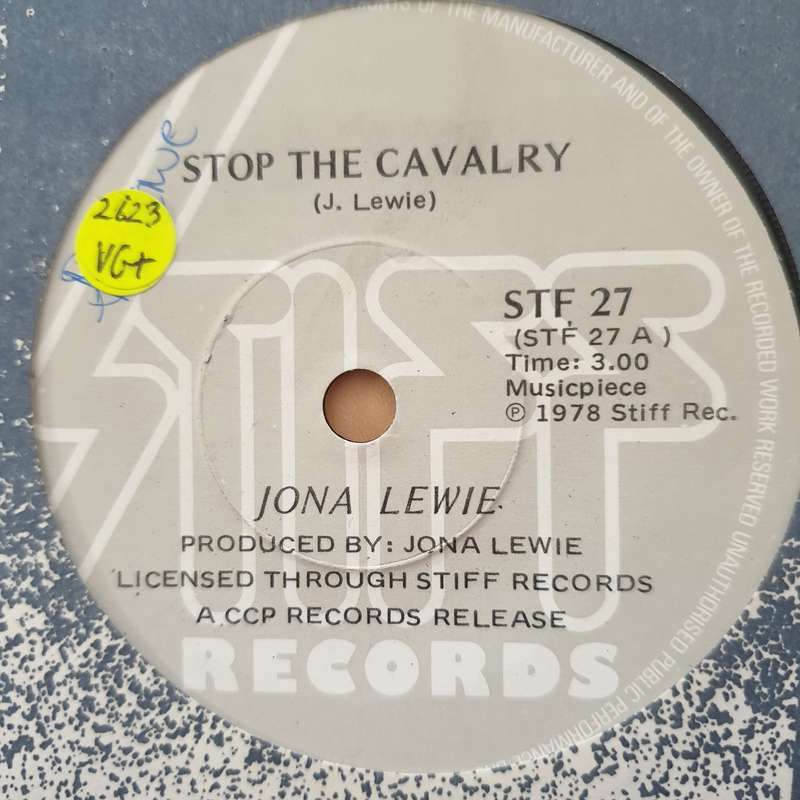 RIGHTS OF THE MANUFACTURER AND OF THE OWNER OF THE RECORDED WORK RESERVED UNAUTHORISED PUBLIC PERFORMANCE
STOP THE CAVALRY
(J. Lewie)
2623
VG+
STIFF
STF 27
(STF 27 A )
Time: 3.00
Musicpiece
℗ 1978 Stiff Rec.
JONA LEWIE
PRODUCED BY: JONA LEWIE
LICENSED THROUGH STIFF RECORDS
A CCP RECORDS RELEASE
RECORDS